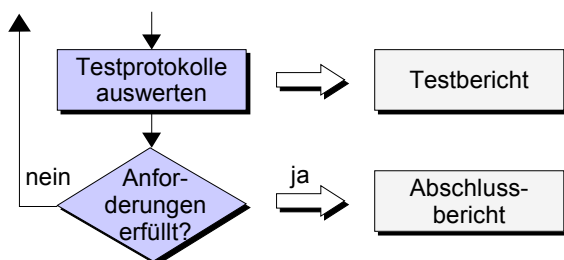 Testprotokolle
auswerten
Testbericht
nein
Anfor-
derungen
erfüllt?
ja
Abschluss-
bericht